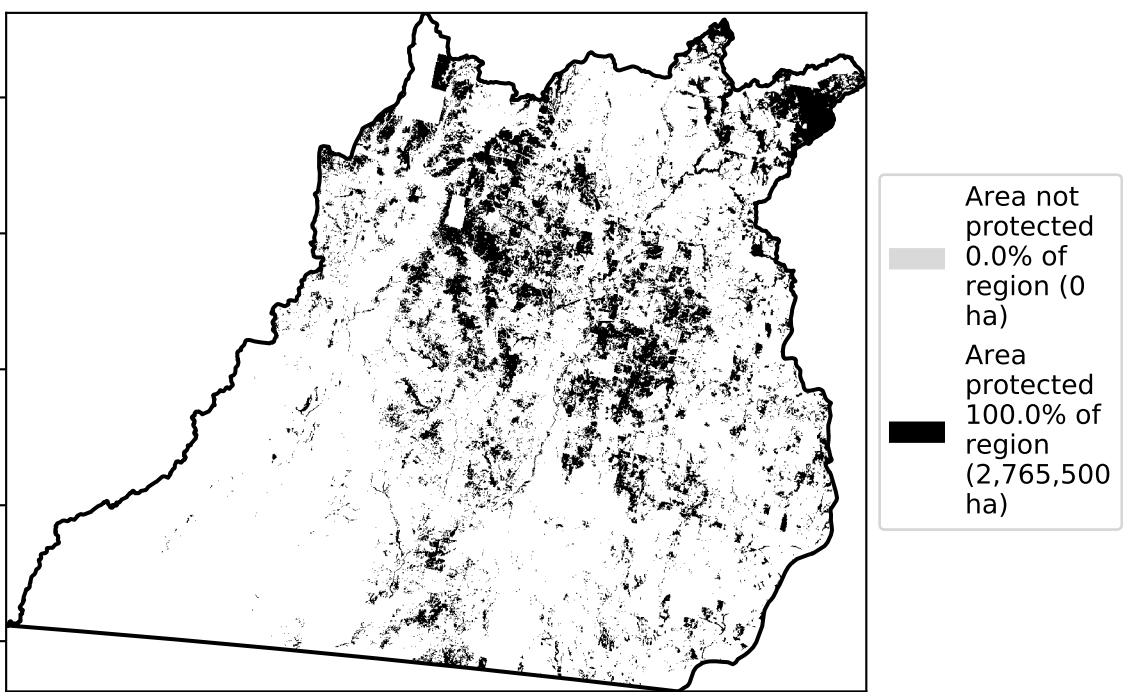 Area not
protected
0.0% of
region (0
ha)
Area
protected
100.0% of
region
(2,765,500
ha)